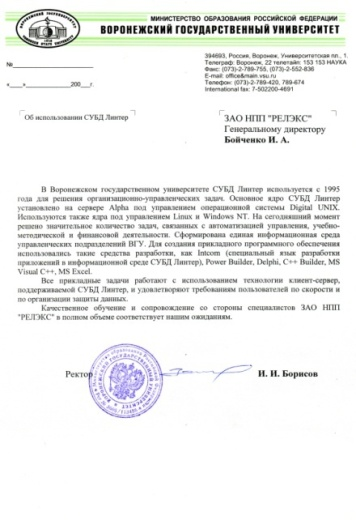 МИНИСТЕРСТВО ОБРАЗОВАНИЯ РОССИЙСКОЙ ФЕДЕРАЦИИ
ВОРОНЕЖСКИЙ ГОСУДАРСТВЕННЫЙ УНИВЕРСИТЕТ
394693, Россия, Воронеж, Университетская пл., 1.
Телеграф: Воронеж, 22 телетайп: 153 153 НАУКА
Факс: (073)-2-789-755, (073)-2-552-836
E-mail: office@main.vsu.ru
Телефон: (073)-2-789-420, 789-674
International fax: 7-502200-4691
№
«____»__________200___г.
Об использовании СУБД Линтер
ЗАО НПП "РЕЛЭКС"
Генеральному директору
Бойченко И. А.
В Воронежском государственном университете СУБД Линтер используется с 1995
года для решения организационно-управленческих задач. Основное ядро СУБД Линтер
установлено на сервере Alpha под управлением операционной системы Digital UNIX.
Используются также ядра под управлением Linux и Windows NT. На сегодняшний момент
решено значительное количество задач, связанных с автоматизацией управления, учебно-
методической и финансовой деятельности. Сформирована единая информационная среда
управленческих подразделений ВГУ. Для создания прикладного программного обеспечения
использовались такие средства разработки, как Intcom (специальный язык разработки
приложений в информационной среде СУБД Линтер), Power Builder, Delphi, C++ Builder, MS
Visual C++, MS Excel.
Все прикладные задачи работают с использованием технологии клиент-сервер,
поддерживаемой СУБД Линтер, и удовлетворяют требованиям пользователей по скорости и
по организации защиты данных.
Качественное обучение и сопровождение со стороны специалистов ЗАО НПП
"РЕЛЭКС" в полном объеме соответствует нашим ожиданиям.
Ректор
И. И. Борисов